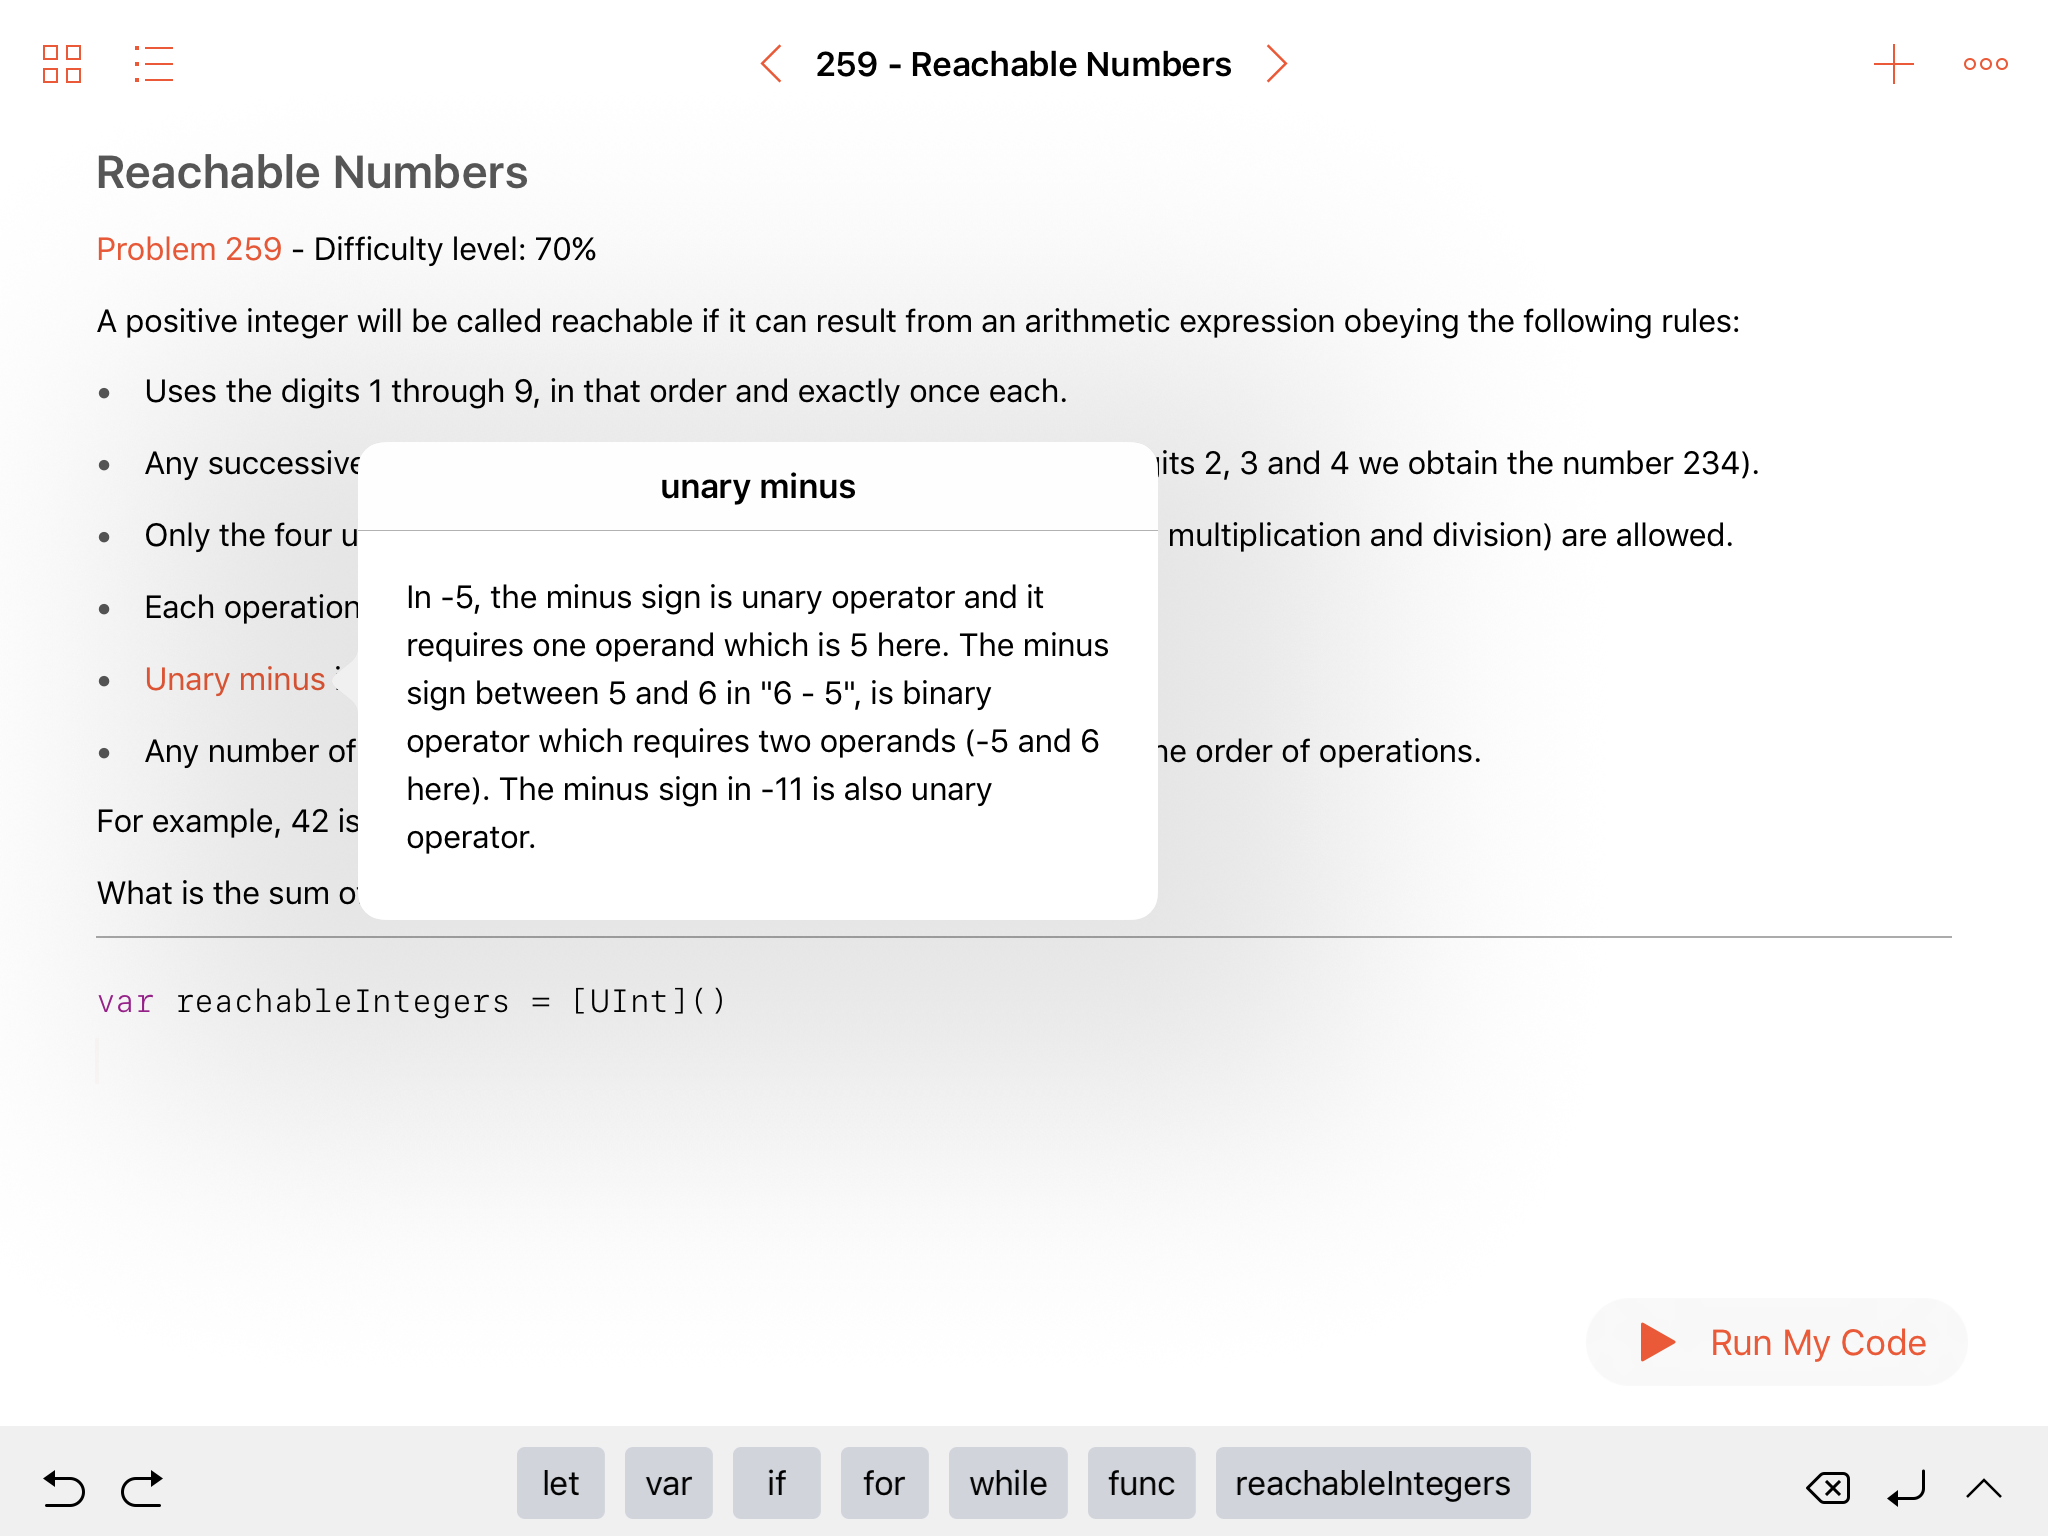 259 - Reachable Numbers
Reachable Numbers
Problem 259 - Difficulty level: 70%
A positive integer will be called reachable if it can result from an arithmetic expression obeying the following rules:
Uses the digits 1 through 9, in that order and exactly once each.
Any successive its 2, 3 and 4 we obtain the number 234).
Only the four multiplication and division) are allowed.
Each operation
Unary minus
Any number of order of operations.
For example, 42 is
What is the sum
unary minus
In -5, the minus sign is unary operator and it
requires one operand which is 5 here. The minus
sign between 5 and 6 in "6 - 5", is binary
operator which requires two operands (-5 and 6
here). The minus sign in -11 is also unary
operator.
var reachableIntegers = [UInt]()
Run My Code
let var if for while func reachableIntegers